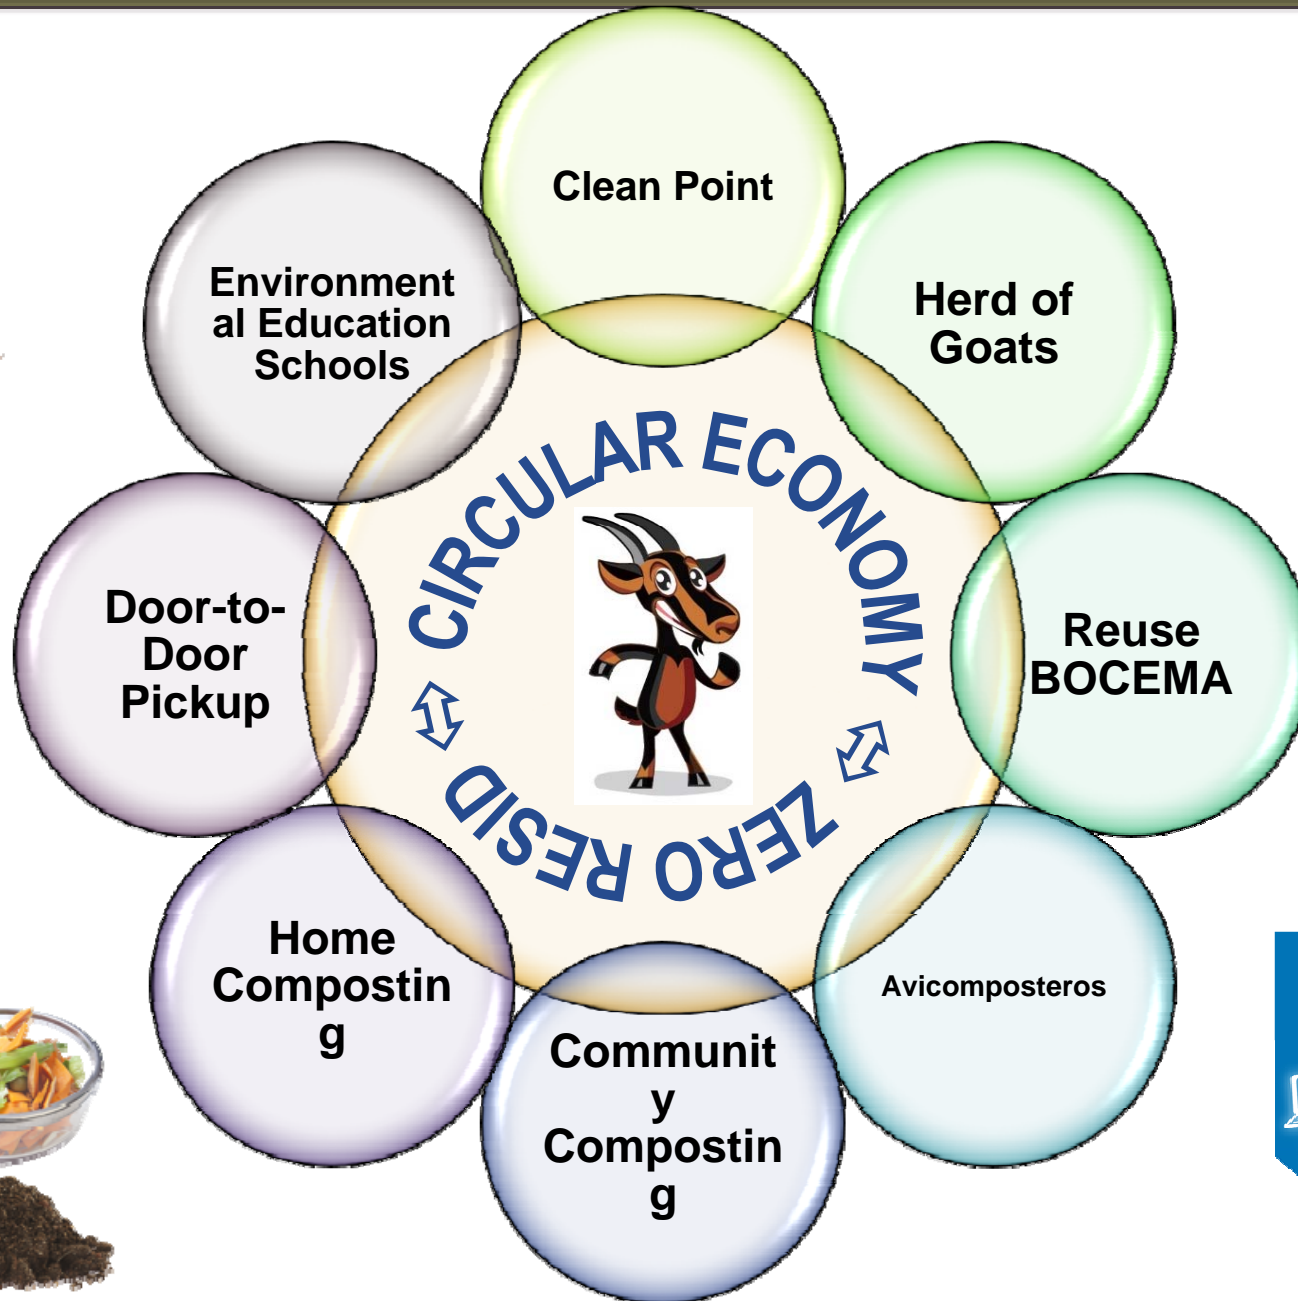 Clean Point
Environment
al Education
Schools
Herd of
Goats
CIRCULAR ECONOMY
Door-to-
Door
Pickup
Reuse
BOCEMA
ZERO RESID
Home
Compostin
g
Avicomposteros
Communit
y
Compostin
g